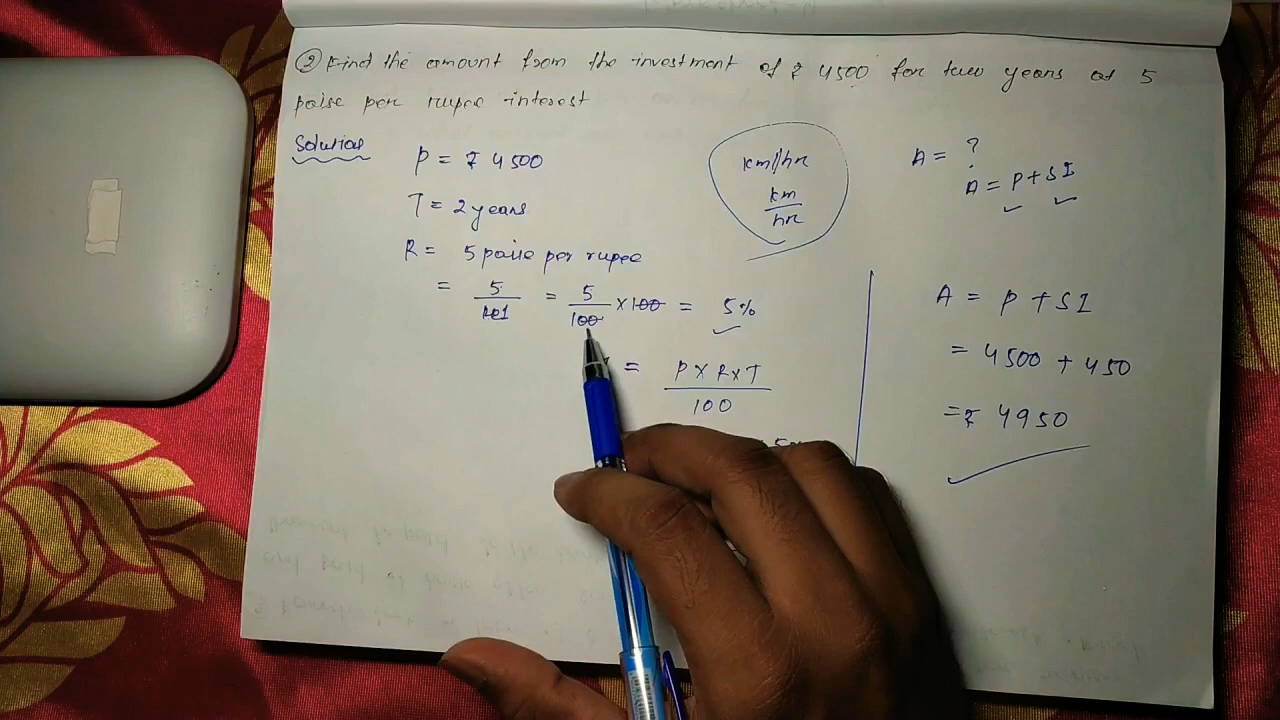 ② Find the amount from the investment of ₹ 4500 for two years at 5
paise per rupee interest
Solution
P = ₹ 4500
T = 2 years
R = 5 paise per rupee
= 5/101 = 5/100 × 100 = 5%
= P × R × T
100
km/hr
km
hr
A = ?
A = P + SI
A = P + SI
= 4500 + 450
= ₹ 4950